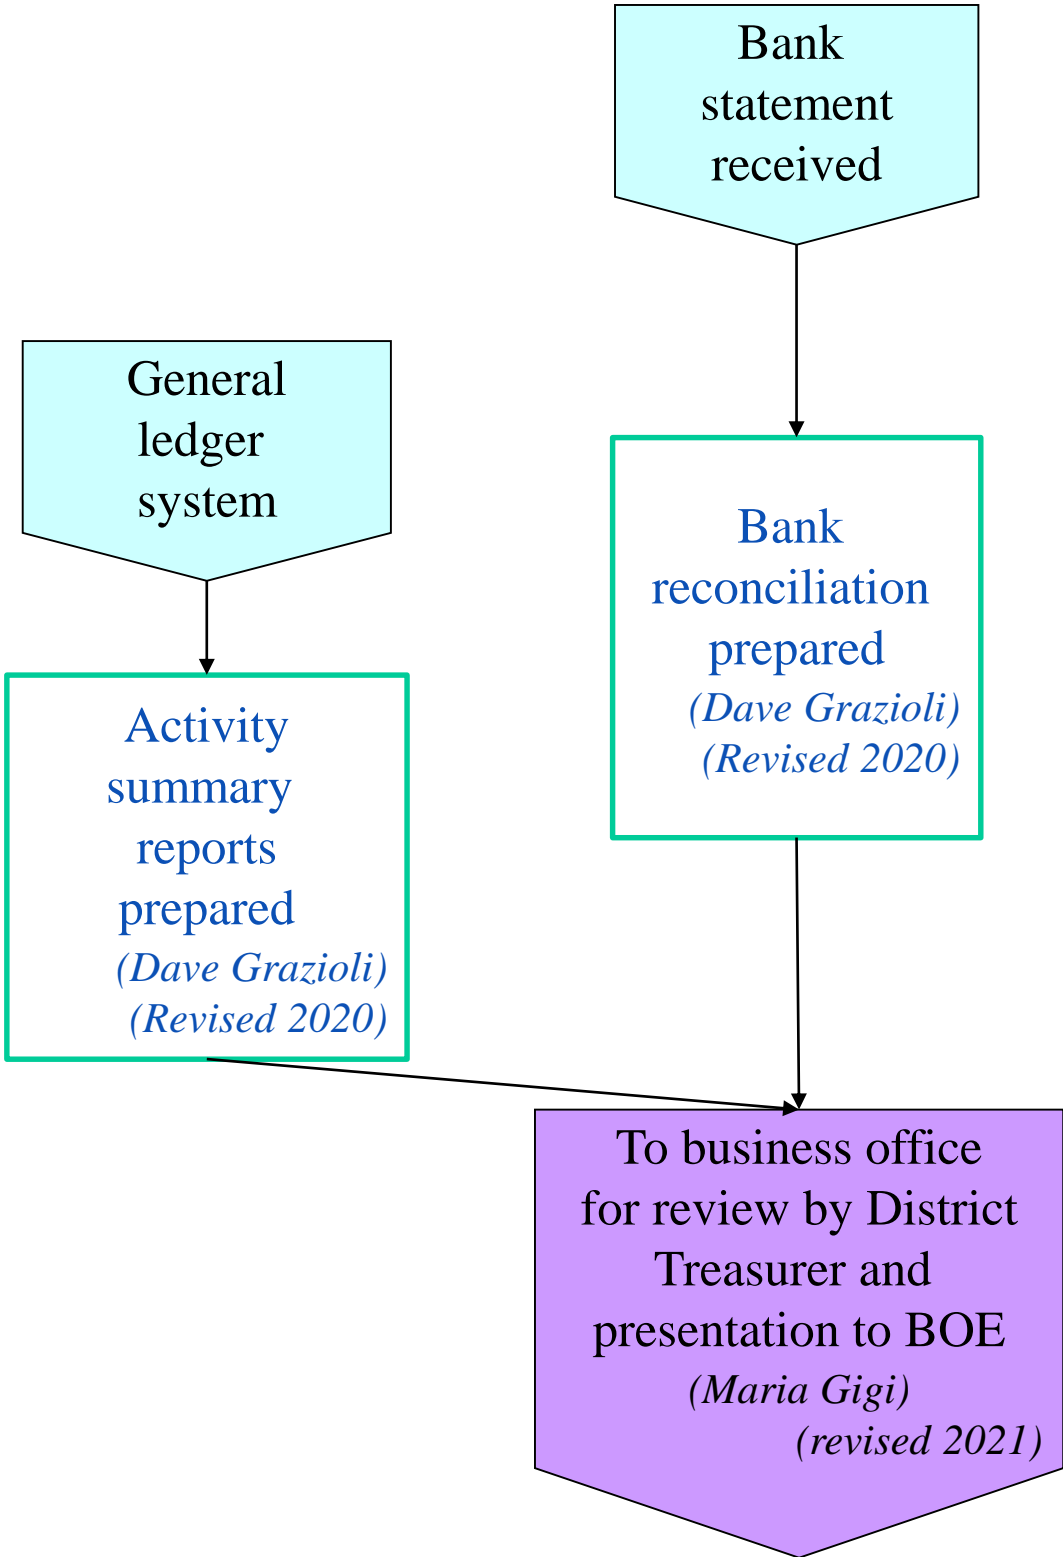 Bank
statement
received
General
ledger
system
Bank
reconciliation
prepared
(Dave Grazioli)
(Revised 2020)
Activity
summary
reports
prepared
(Dave Grazioli)
(Revised 2020)
To business office
for review by District
Treasurer and
presentation to BOE
(Maria Gigi)
(revised 2021)